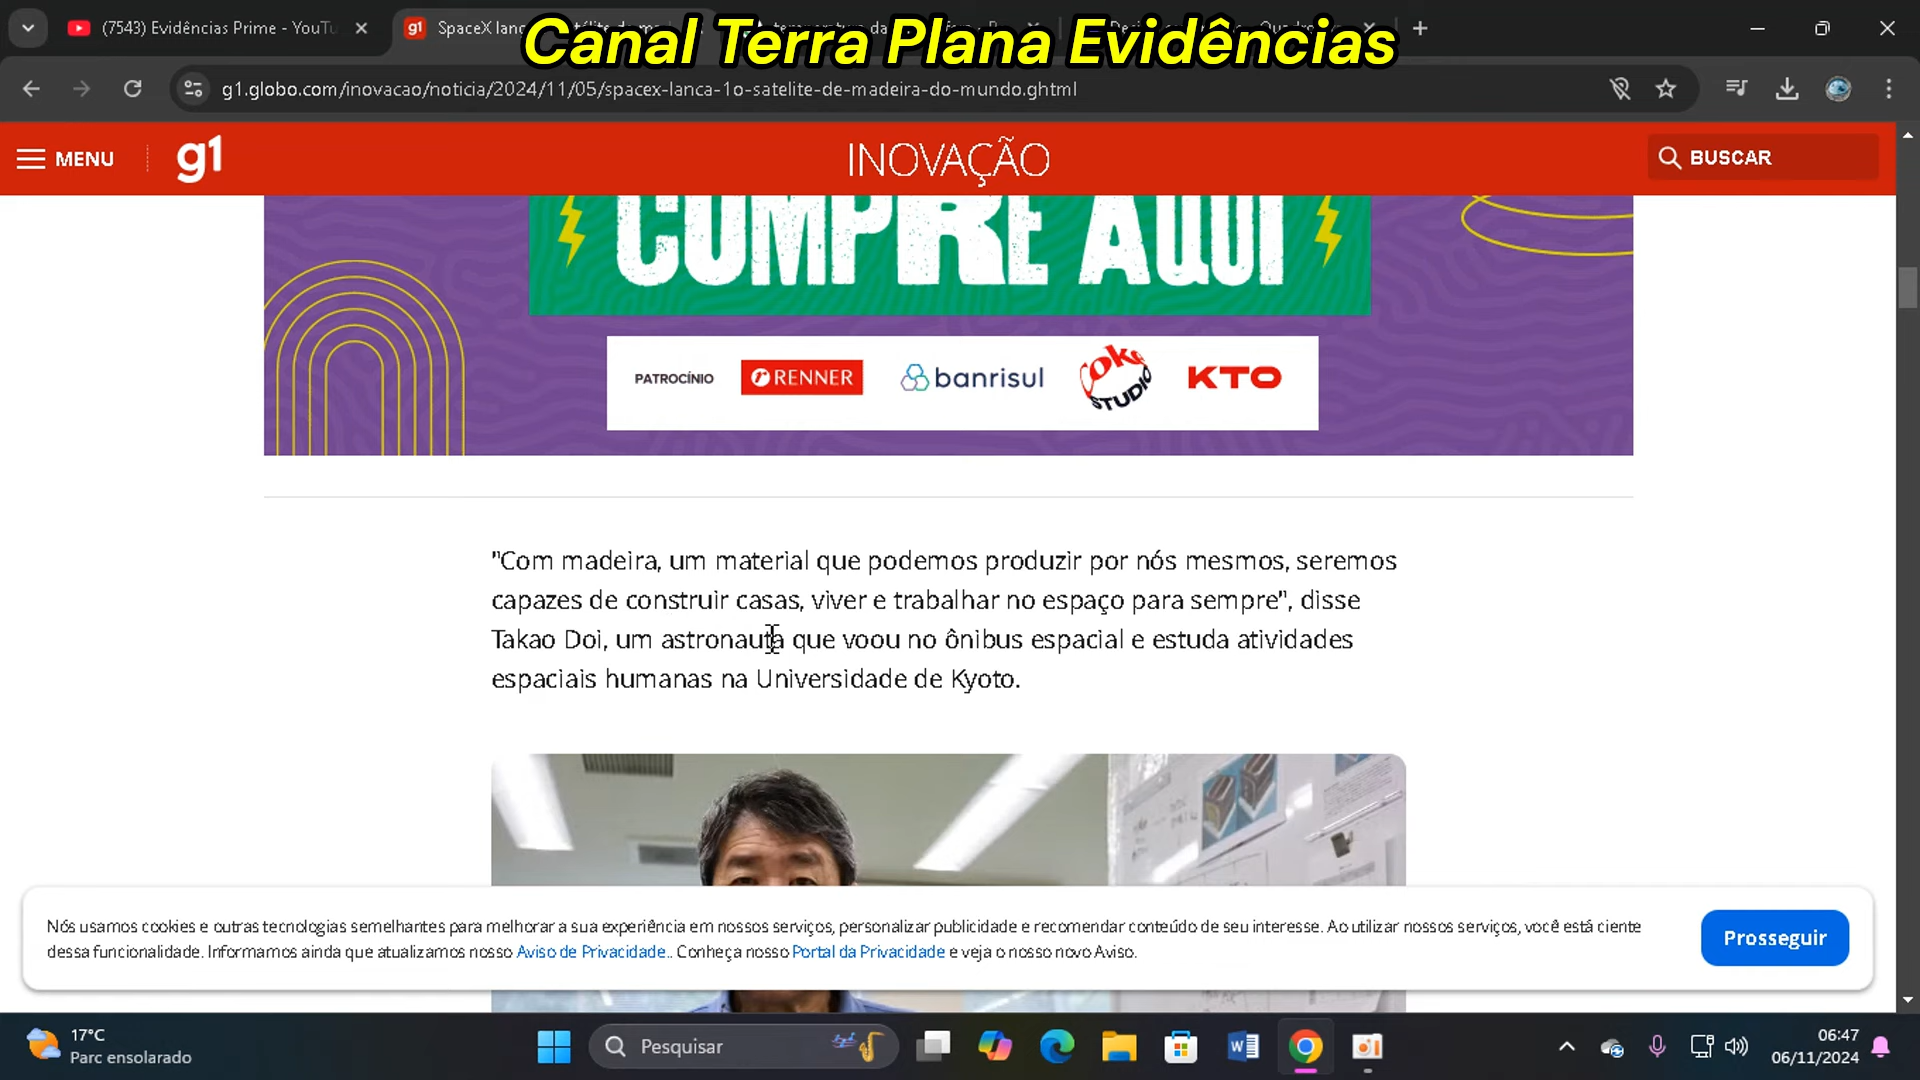 Canal Terra Plana Evidências
(7543) Evidências Prime - YouTu
SpaceX lanç
g1.globo.com/inovacao/noticia/2024/11/05/spacex-lanca-1o-satelite-de-madeira-do-mundo.ghtml
MENU
g1
INOVAÇÃO
BUSCAR
COMPRE AQUI
PATROCÍNIO
RENNER
banrisul
Coke STUDIO
KTO
"Com madeira, um material que podemos produzir por nós mesmos, seremos
capazes de construir casas, viver e trabalhar no espaço para sempre", disse
Takao Doi, um astronauta que voou no ônibus espacial e estuda atividades
espaciais humanas na Universidade de Kyoto.
Nós usamos cookies e outras tecnologias semelhantes para melhorar a sua experiência em nossos serviços, personalizar publicidade e recomendar conteúdo de seu interesse. Ao utilizar nossos serviços, você está ciente
dessa funcionalidade. Informamos ainda que atualizamos nosso Aviso de Privacidade.. Conheça nosso Portal da Privacidade e veja o nosso novo Aviso.
Prosseguir
17°C
Parc ensolarado
Pesquisar
06:47
06/11/2024